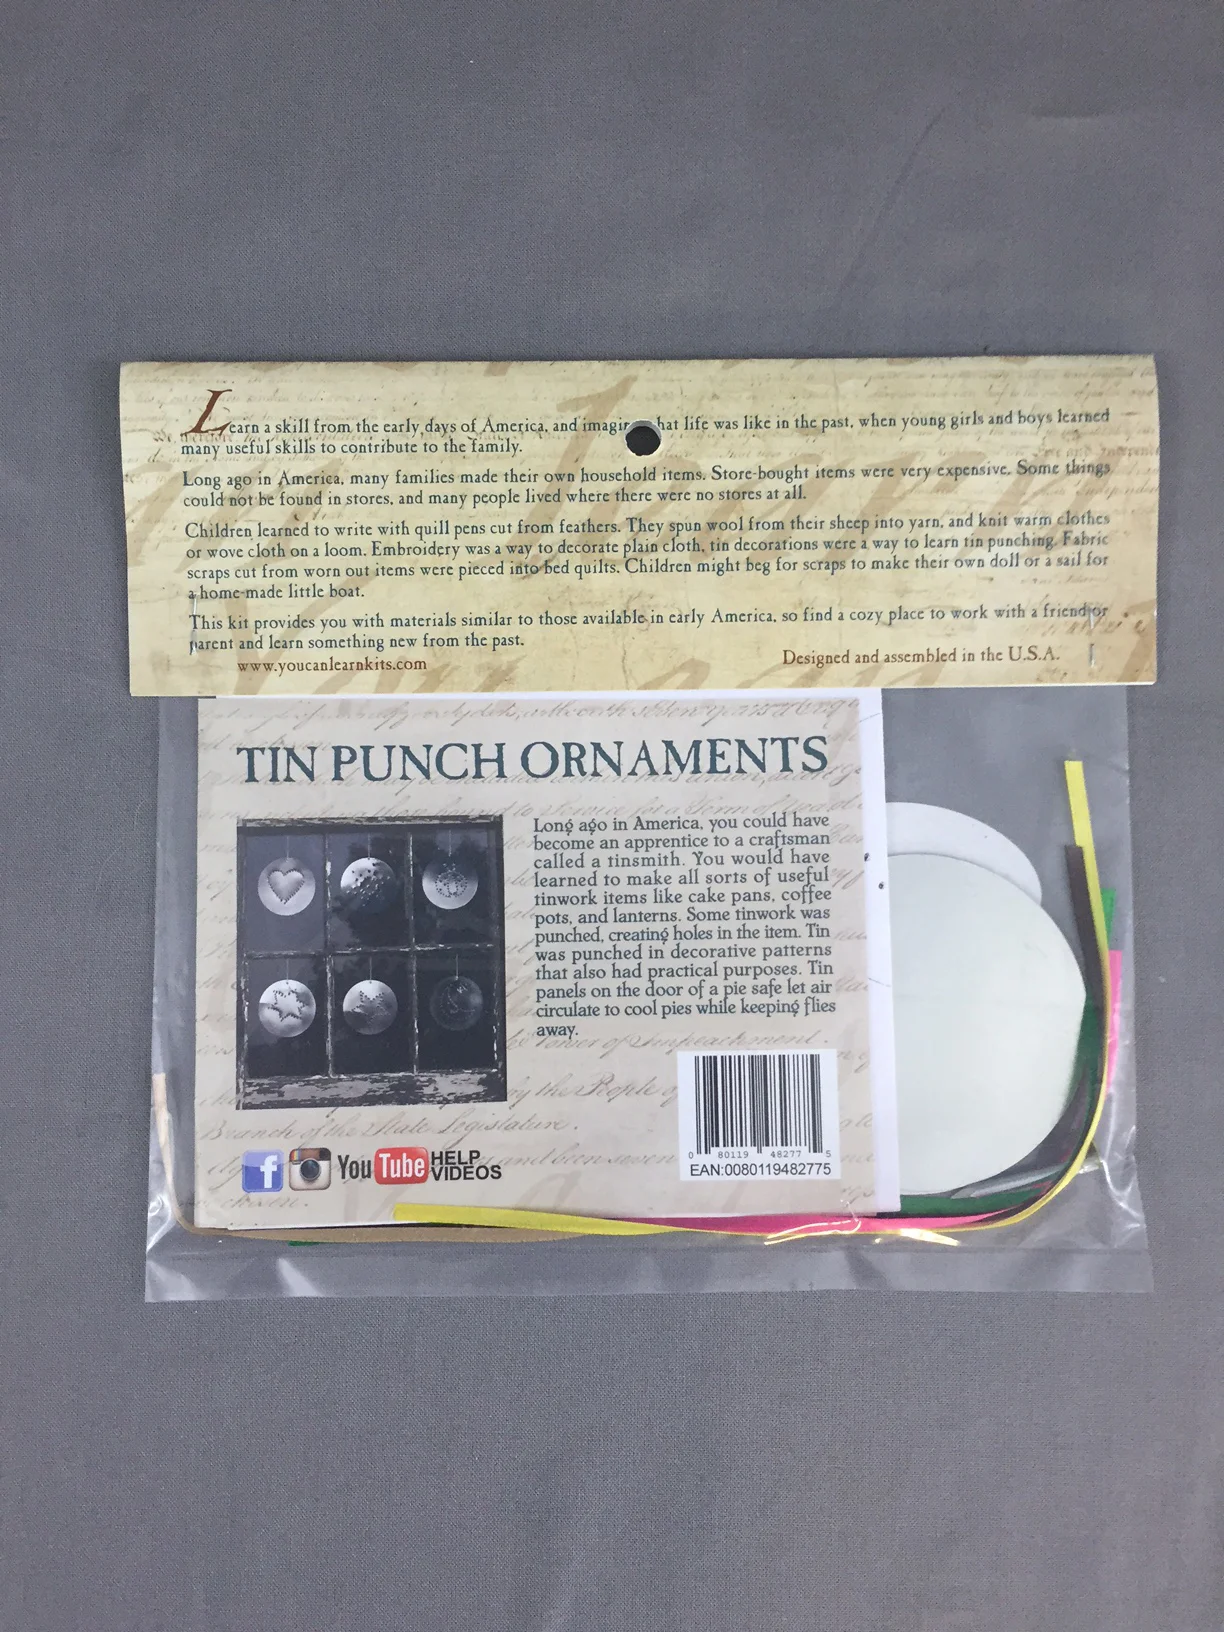 Learn a skill from the early days of America, and imagin hat life was like in the past, when young girls and boys learned
many useful skills to contribute to the family.
Long ago in America, many families made their own household items. Store-bought items were very expensive. Some things
could not be found in stores, and many people lived where there were no stores at all.
Children learned to write with quill pens cut from feathers. They spun wool from their sheep into yarn, and knit warm clothes
or wove cloth on a loom. Embroidery was a way to decorate plain cloth, tin decorations were a way to learn tin punching. Fabric
scraps cut from worn out items were pieced into bed quilts. Children might beg for scraps to make their own doll or a sail for
a home-made little boat.
This kit provides you with materials similar to those available in early America, so find a cozy place to work with a friend or
parent and learn something new from the past.
www.youcanlearnkits.com
Designed and assembled in the U.S.A.
TIN PUNCH ORNAMENTS
Long ago in America, you could have
become an apprentice to a craftsman
called a tinsmith. You would have
learned to make all sorts of useful
tinwork items like cake pans, coffee
pots, and lanterns. Some tinwork was
punched, creating holes in the item. Tin
was punched in decorative patterns
that also had practical purposes. Tin
panels on the door of a pie safe let air
circulate to cool pies while keeping flies
away.
0 80119 48277 5
EAN:0080119482775
f You Tube HELP
VIDEOS